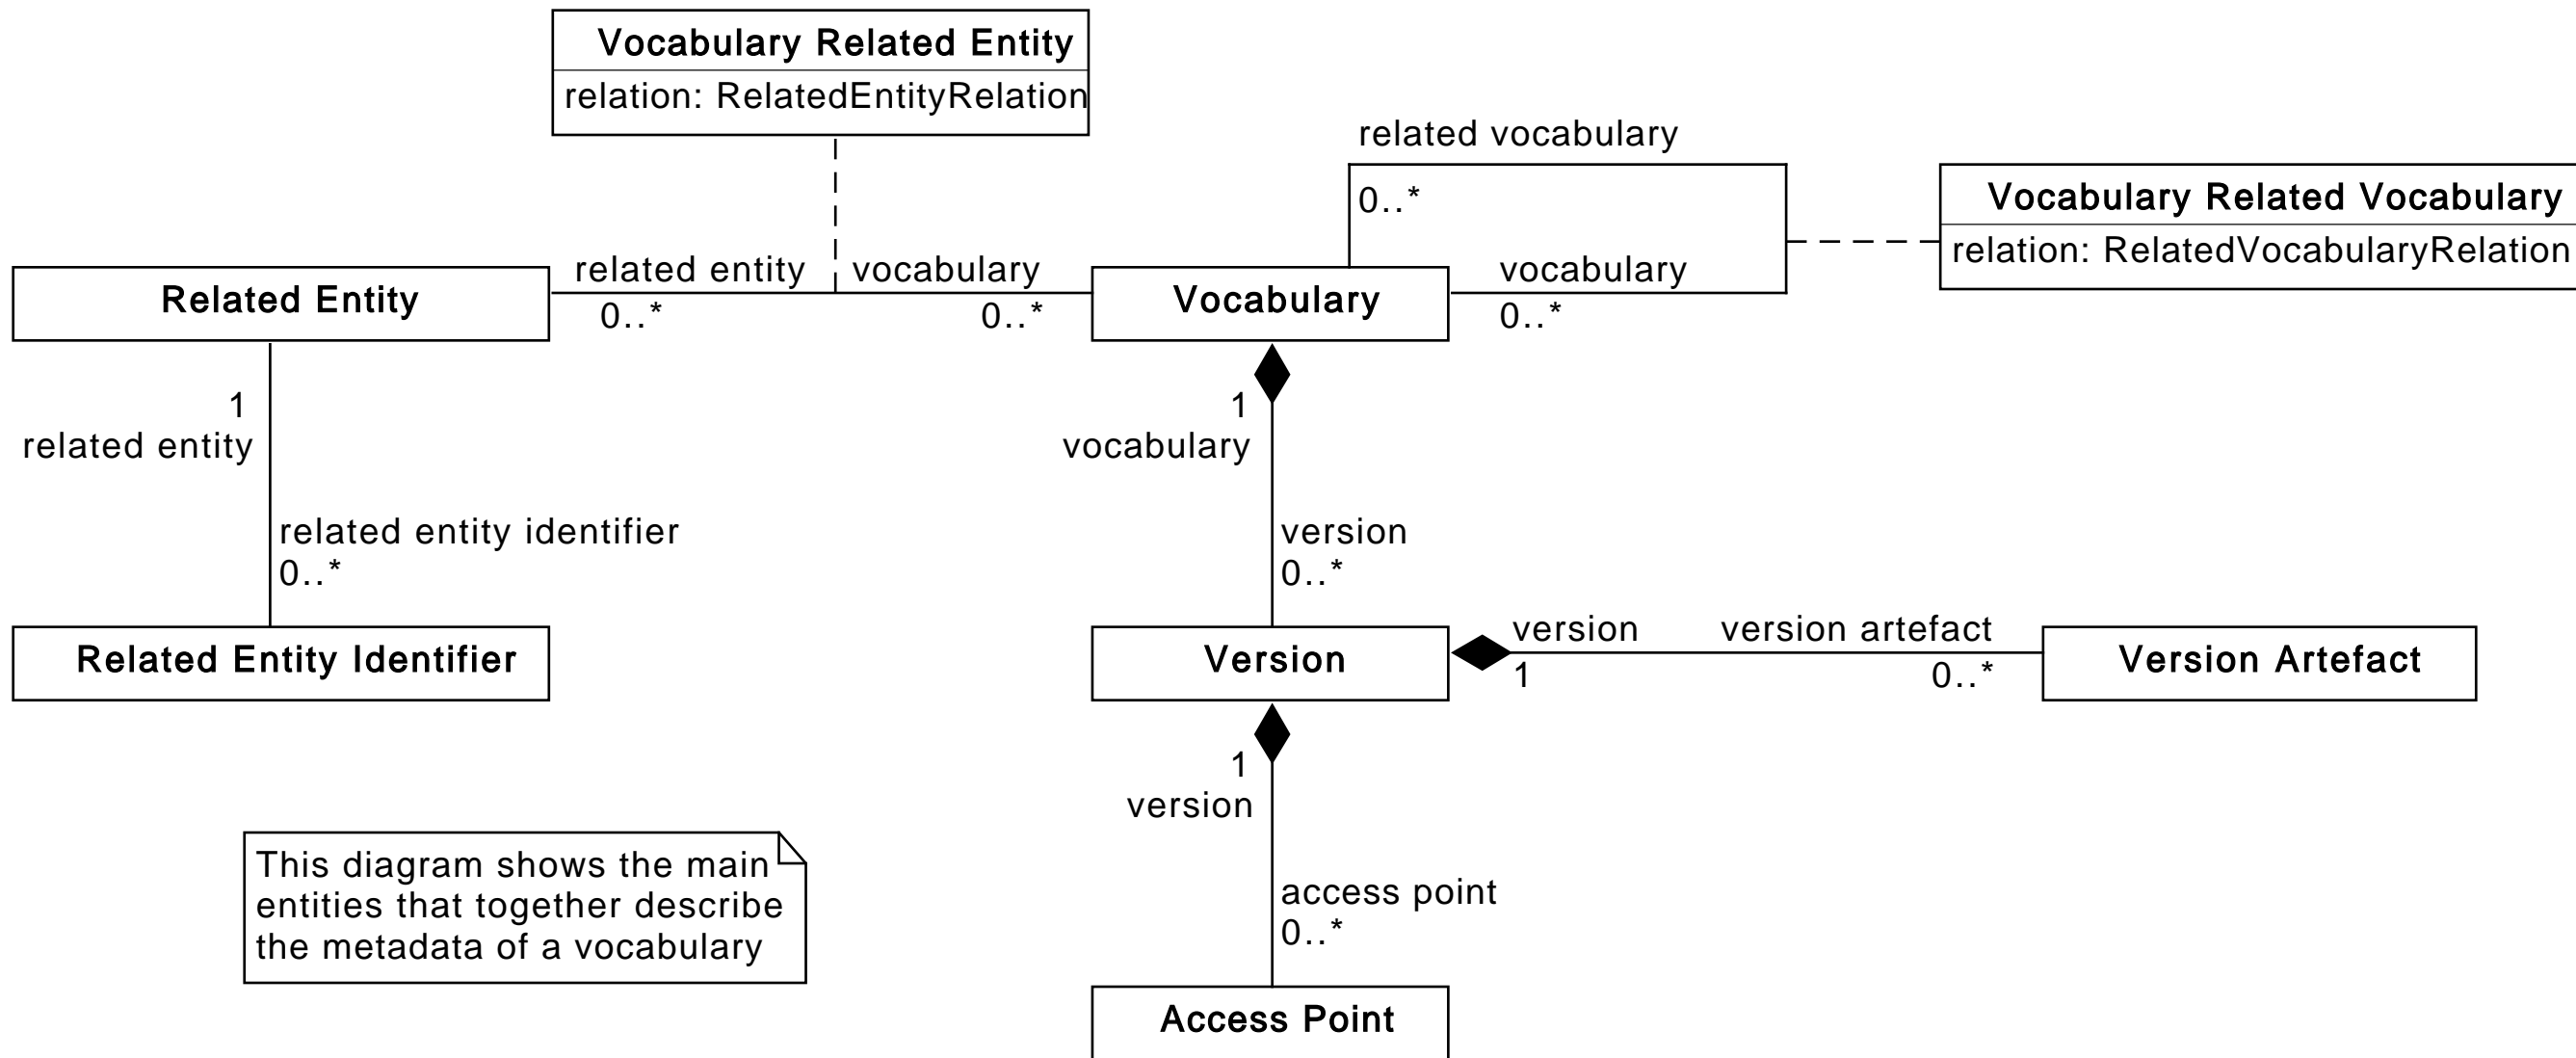 Vocabulary Related Entity
relation: RelatedEntityRelation
related vocabulary
0..*
Vocabulary Related Vocabulary
relation: RelatedVocabularyRelation
related entity
vocabulary
0..*
0..*
Related Entity
Vocabulary
vocabulary
0..*
1
related entity
1
vocabulary
related entity identifier
0..*
version
0..*
Related Entity Identifier
Version
version
1
version artefact
0..*
Version Artefact
1
version
This diagram shows the main
entities that together describe
the metadata of a vocabulary
access point
0..*
Access Point